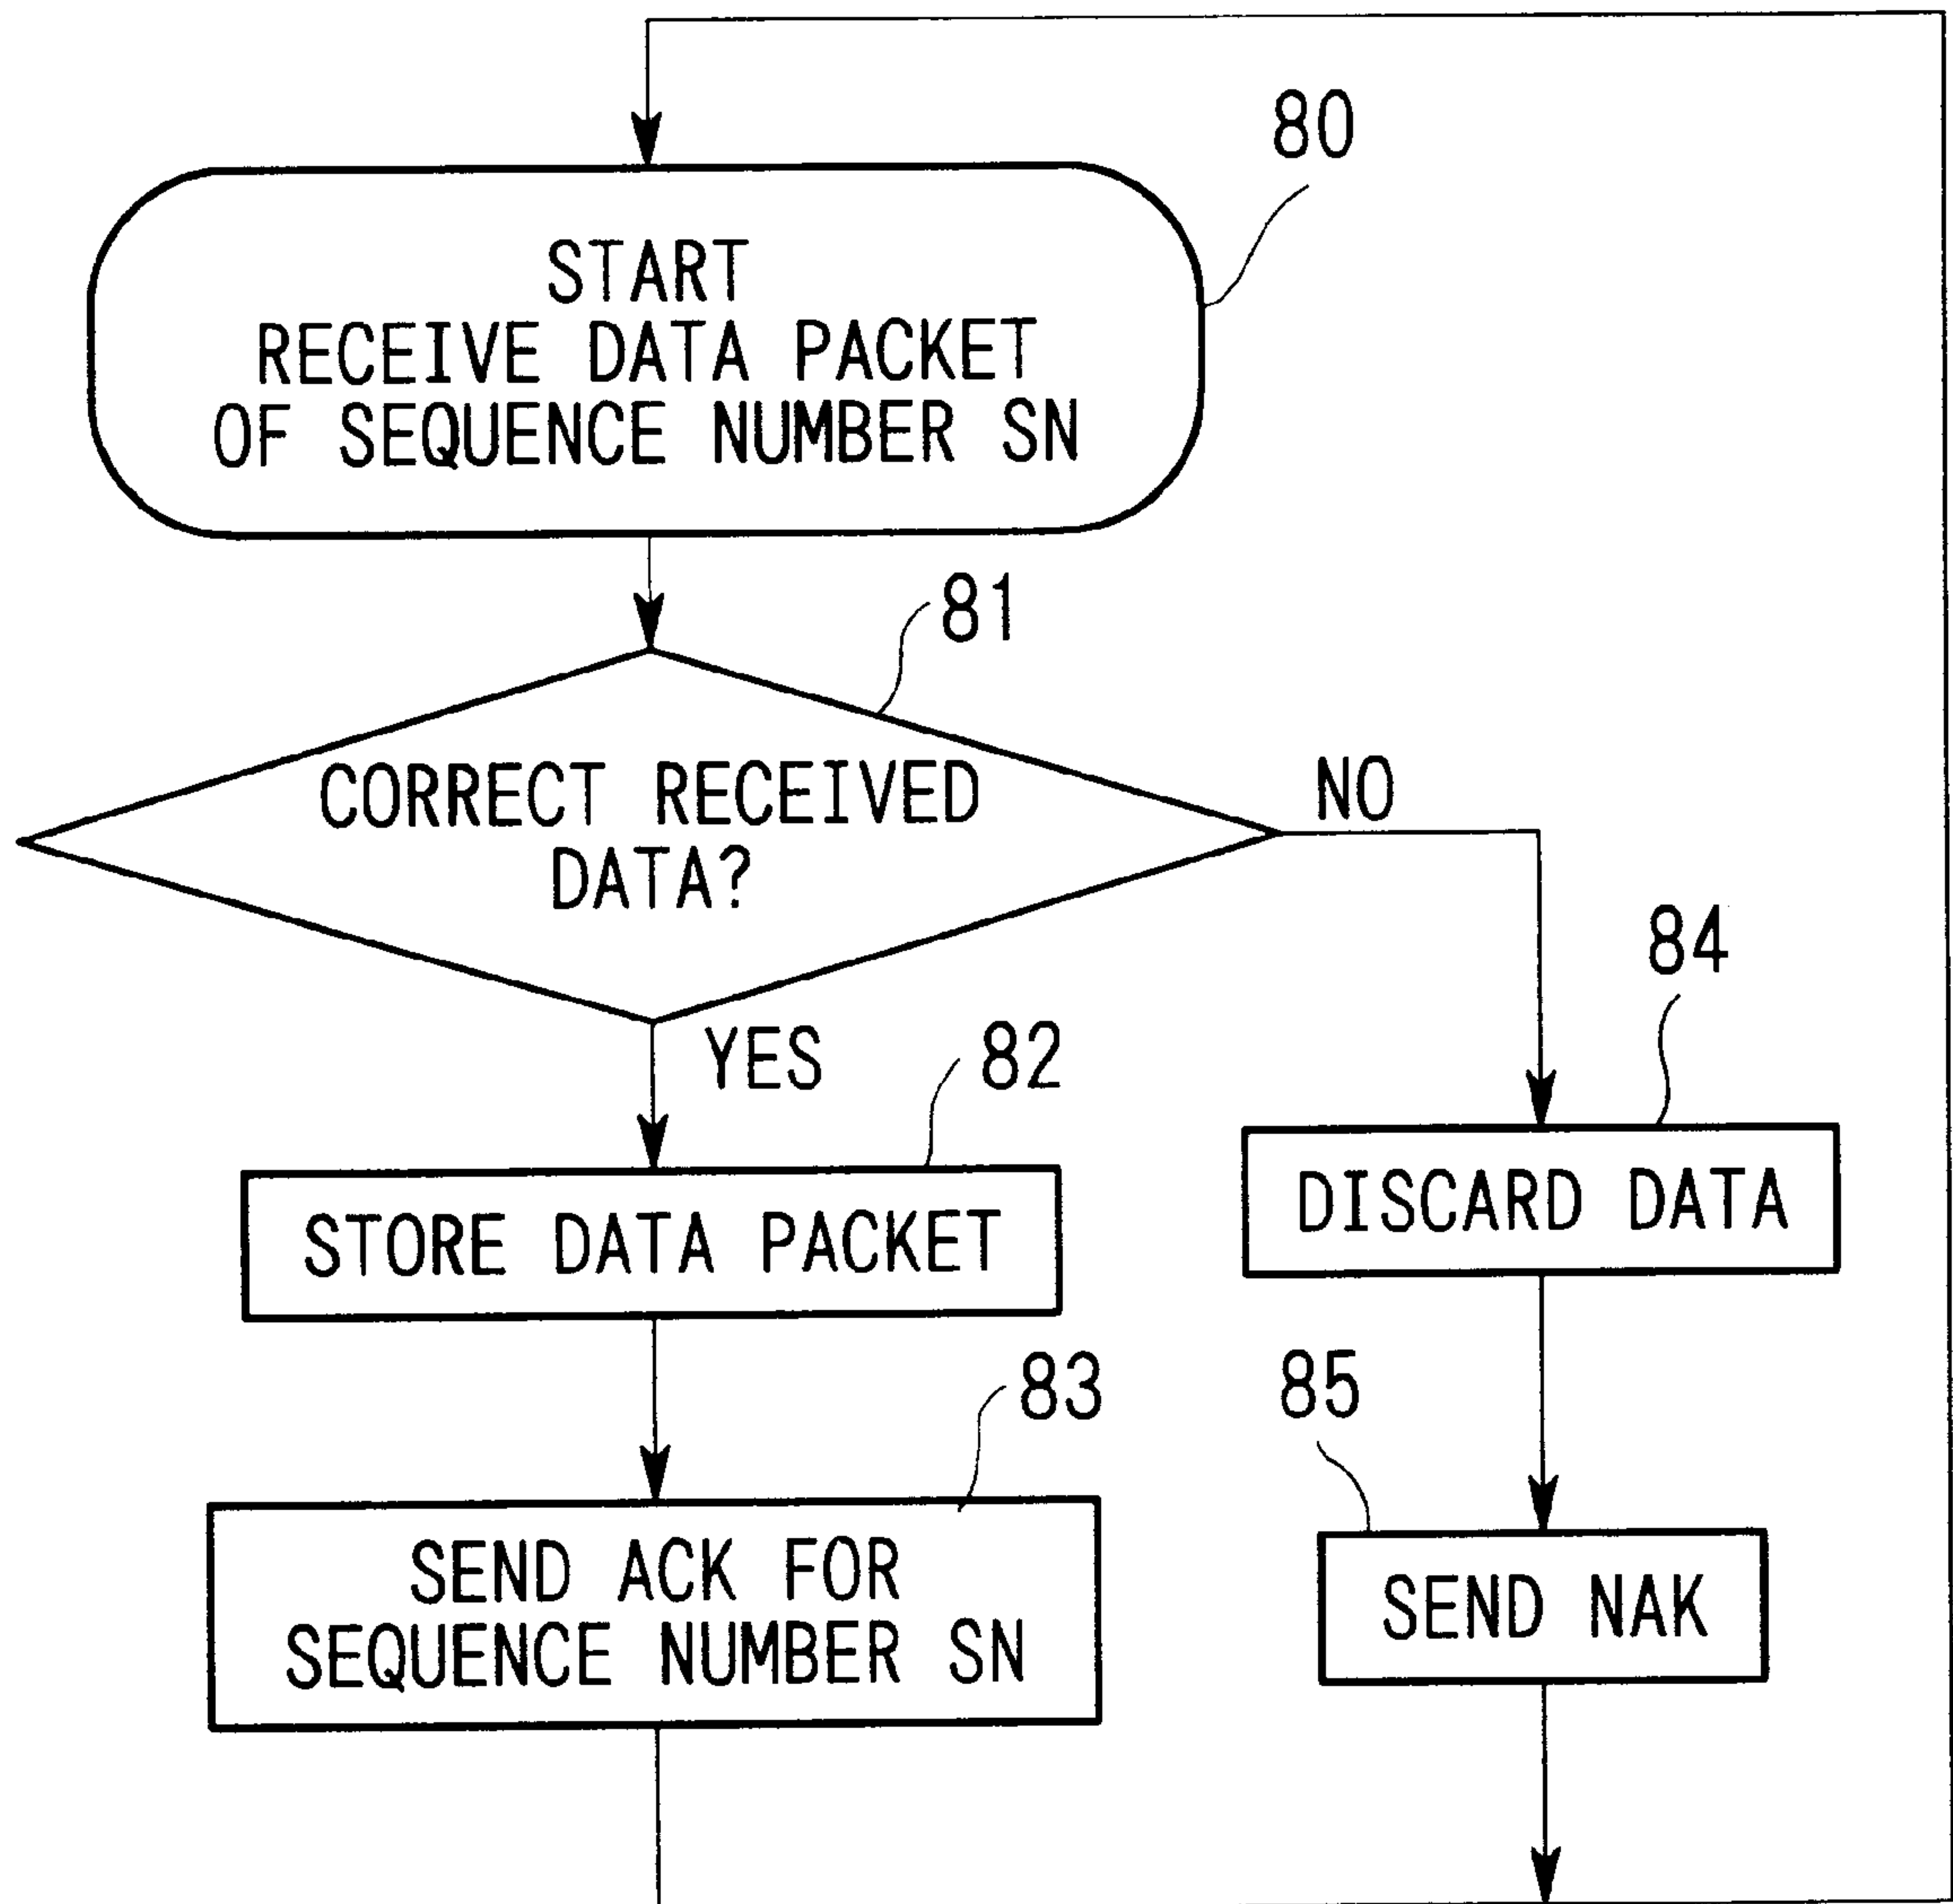 80
START
RECEIVE DATA PACKET
OF SEQUENCE NUMBER SN
81
CORRECT RECEIVED
DATA?
NO
YES
82
STORE DATA PACKET
84
DISCARD DATA
83
SEND ACK FOR
SEQUENCE NUMBER SN
85
SEND NAK